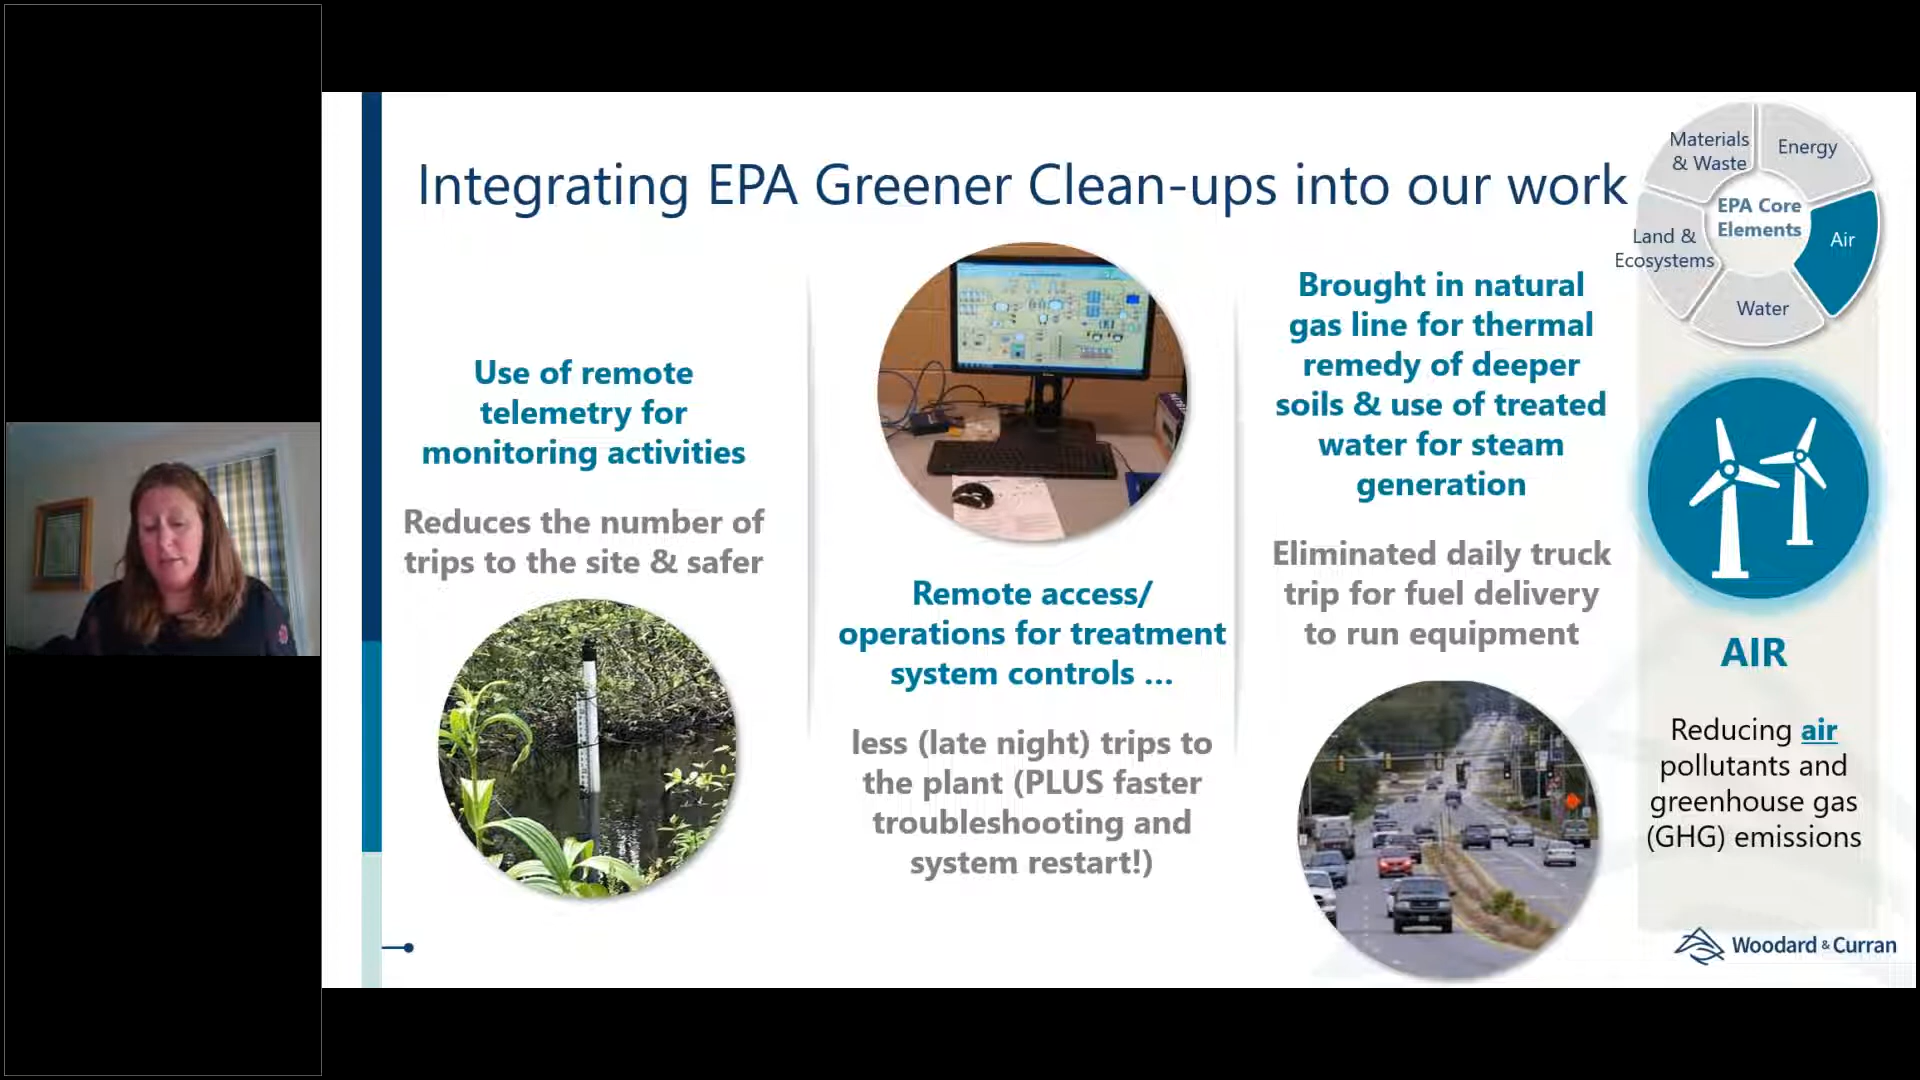 Integrating EPA Greener Clean-ups into our work
Use of remote
telemetry for
monitoring activities
Reduces the number of
trips to the site & safer
Remote access/
operations for treatment
system controls ...
less (late night) trips to
the plant (PLUS faster
troubleshooting and
system restart!)
Brought in natural
gas line for thermal
remedy of deeper
soils & use of treated
water for steam
generation
Eliminated daily truck
trip for fuel delivery
to run equipment
Materials
& Waste
Energy
EPA Core
Elements
Land &
Ecosystems
Air
Water
AIR
Reducing air
pollutants and
greenhouse gas
(GHG) emissions
Woodard & Curran